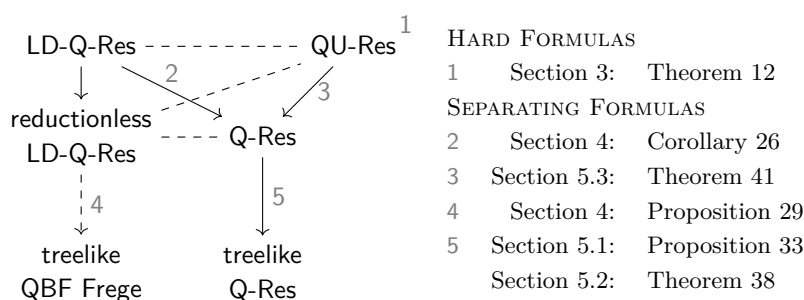 LD-Q-Res QU-Res 1
2
3
reductionless
LD-Q-Res Q-Res
4 5
treelike treelike
QBF Frege Q-Res
HARD FORMULAS
1 Section 3: Theorem 12
SEPARATING FORMULAS
2 Section 4: Corollary 26
3 Section 5.3: Theorem 41
4 Section 4: Proposition 29
5 Section 5.1: Proposition 33
Section 5.2: Theorem 38